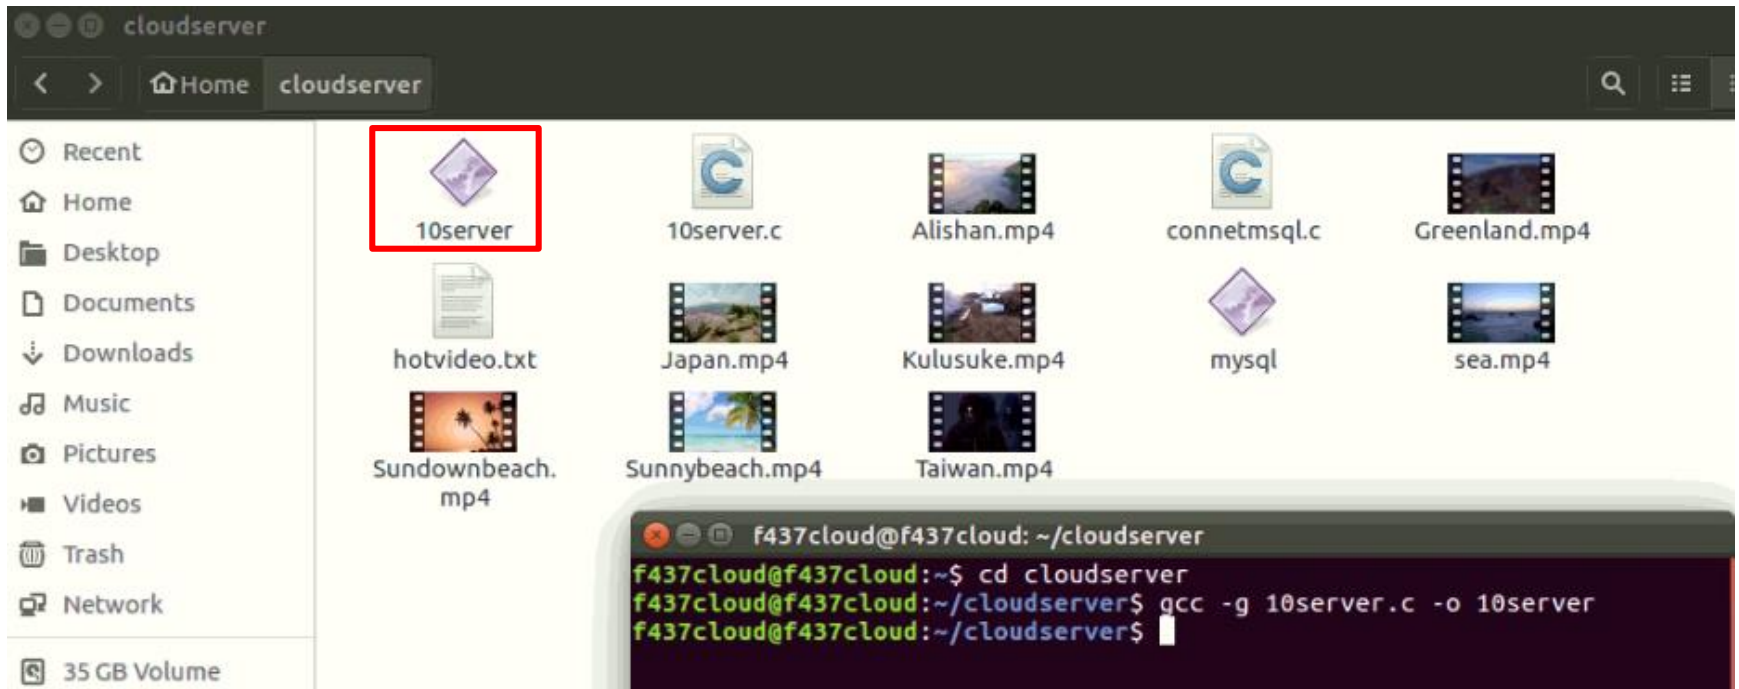 cloudserver
Home cloudserver
Recent
Home
Desktop
Documents
Downloads
Music
Pictures
Videos
Trash
Network
35 GB Volume
10server
10server.c
Alishan.mp4
connetmsql.c
Greenland.mp4
hotvideo.txt
Japan.mp4
Kulusuke.mp4
mysql
sea.mp4
Sundownbeach.
mp4
Sunnybeach.mp4
Taiwan.mp4
f437cloud@f437cloud: ~/cloudserver
f437cloud@f437cloud:~$ cd cloudserver
f437cloud@f437cloud:~/cloudserver$ gcc -g 10server.c -o 10server
f437cloud@f437cloud:~/cloudserver$